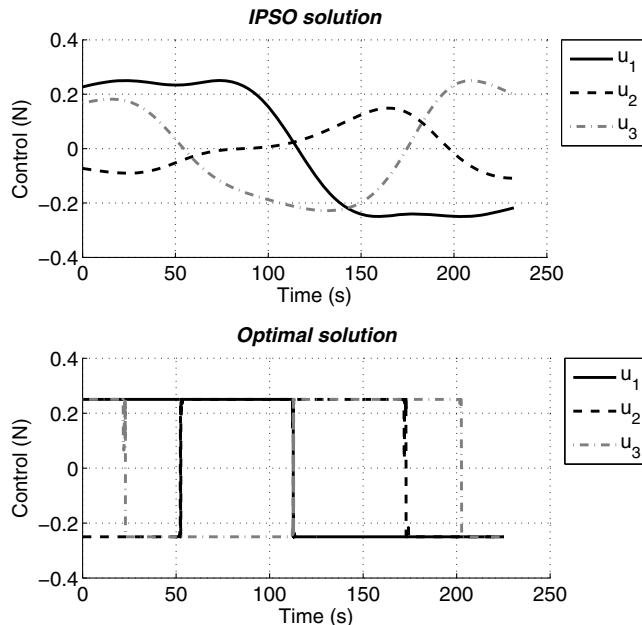 IPSO solution
0.4
0.2
0
−0.2
−0.4
Control (N)
0 50 100 150 200 250
Time (s)
u1
u2
u3
Optimal solution
0.4
0.2
0
−0.2
−0.4
Control (N)
0 50 100 150 200 250
Time (s)
u1
u2
u3